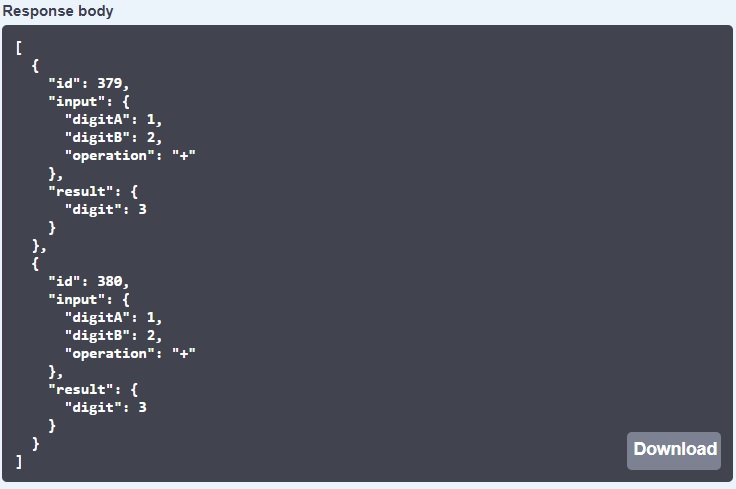 Response body
[
  {
    "id": 379,
    "input": {
      "digitA": 1,
      "digitB": 2,
      "operation": "+"
    },
    "result": {
      "digit": 3
    }
  },
  {
    "id": 380,
    "input": {
      "digitA": 1,
      "digitB": 2,
      "operation": "+"
    },
    "result": {
      "digit": 3
    }
  }
]
Download